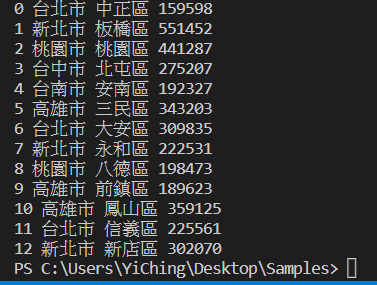 0 台北市 中正區 159598
1 新北市 板橋區 551452
2 桃園市 桃園區 441287
3 台中市 北屯區 275207
4 台南市 安南區 192327
5 高雄市 三民區 343203
6 台北市 大安區 309835
7 新北市 永和區 222531
8 桃園市 八德區 198473
9 高雄市 前鎮區 189623
10 高雄市 鳳山區 359125
11 台北市 信義區 225561
12 新北市 新店區 302070
PS C:\Users\YiChing\Desktop\Samples>